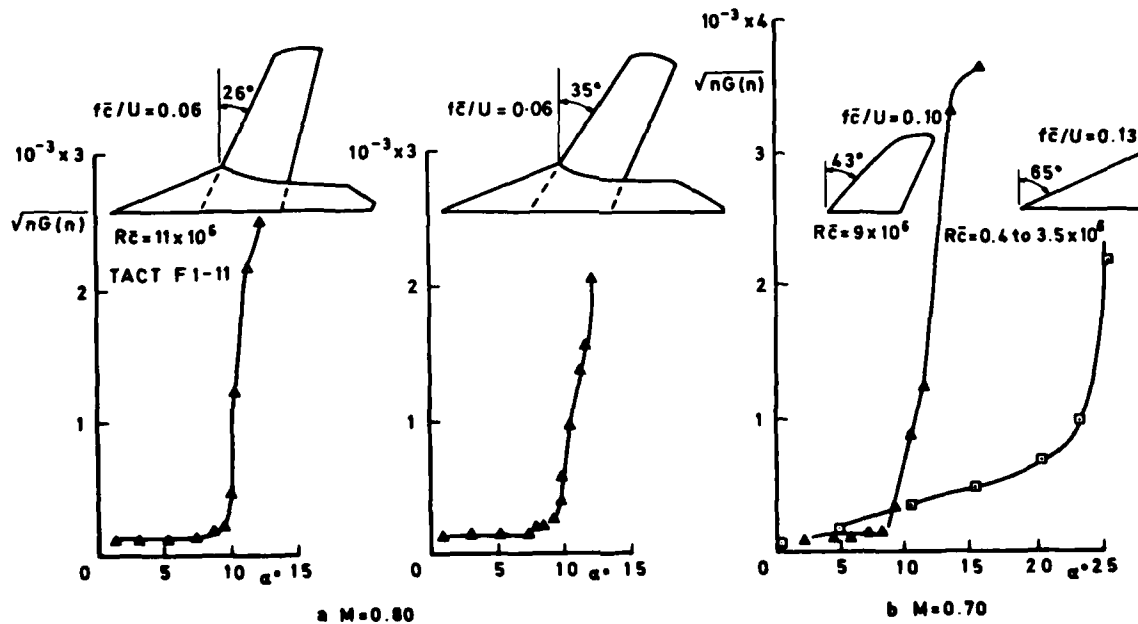 fc̄/U=0.06
26°
10⁻³ x 3
√nG(n)
Rc̄=11 x 10⁶
TACT F1-11
2
1
0
5
10
α°
15
fc̄/U=0·06
35°
10⁻³ x 3
2
1
0
5
10
α°
15
a M=0.80
10⁻³ x 4
√nG(n)
fc̄/U=0.10
43°
Rc̄=9 x 10⁶
fc̄/U=0.13
65°
Rc̄=0.4 to 3.5 x 10⁶
3
2
1
0
5
10
15
20
α°25
b M=0.70